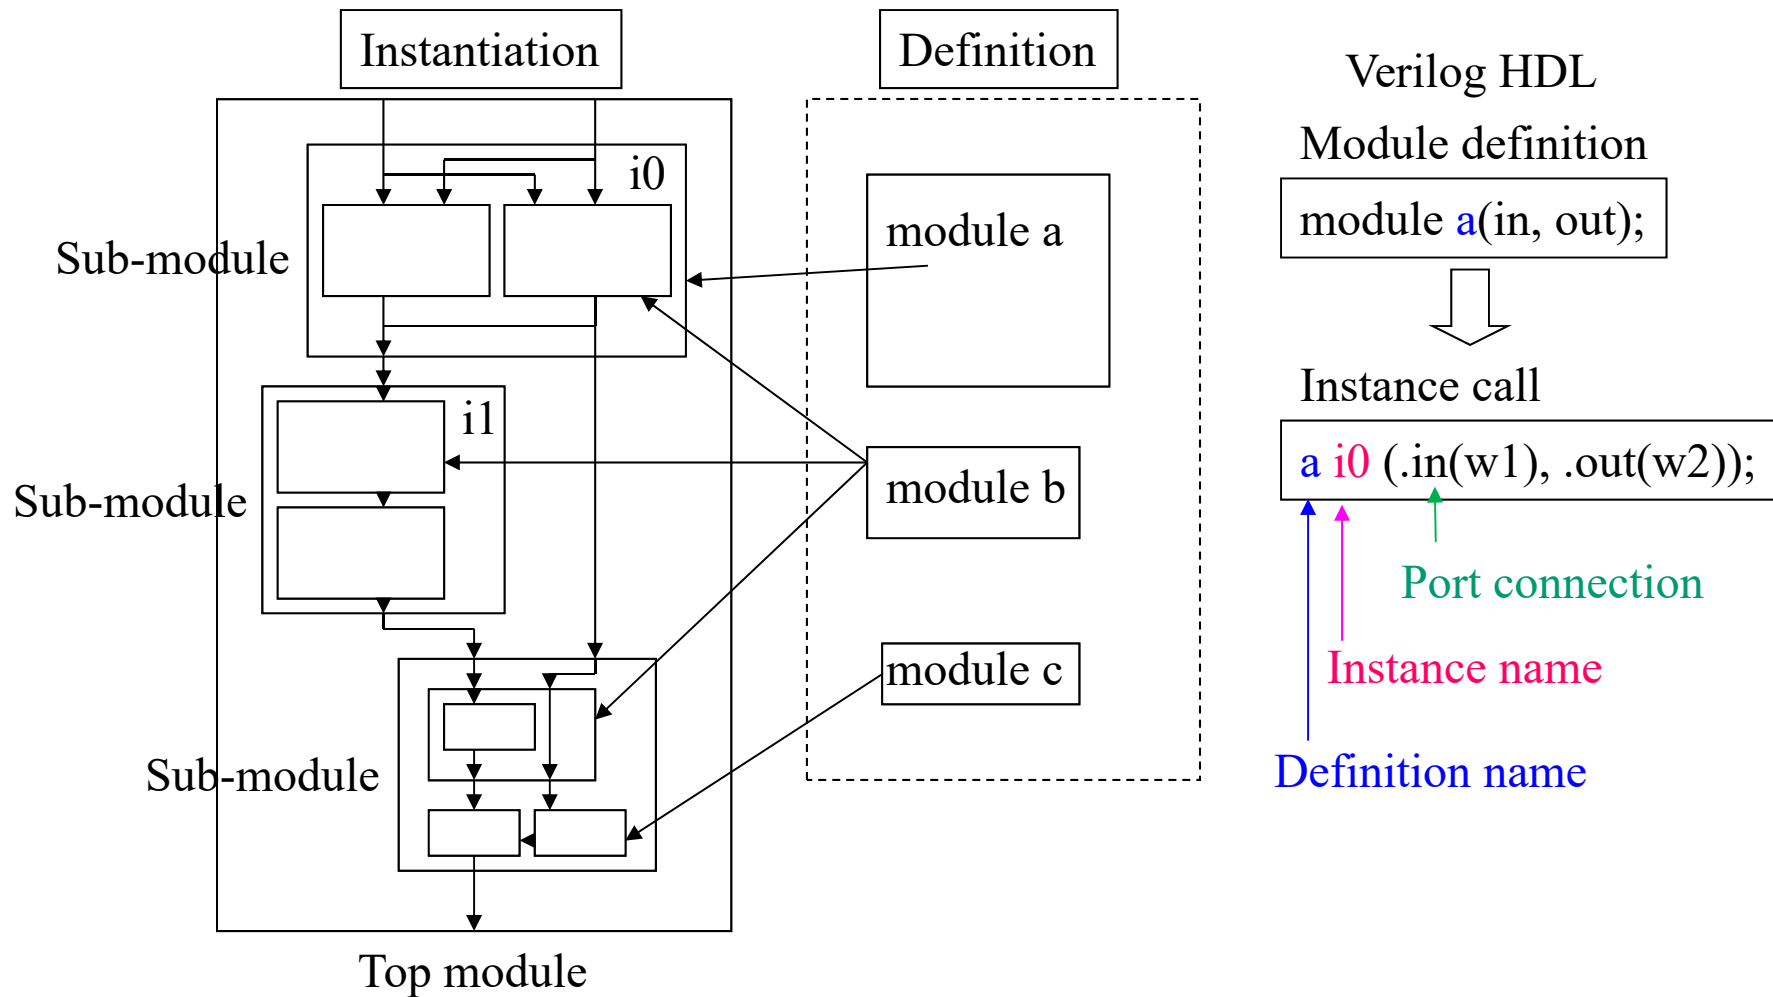 Instantiation
Definition
Verilog HDL
Module definition
i0
module a(in, out);
Sub-module
module a
Instance call
i1
a i0 (.in(w1), .out(w2));
Sub-module
module b
Port connection
Instance name
module c
Sub-module
Definition name
Top module